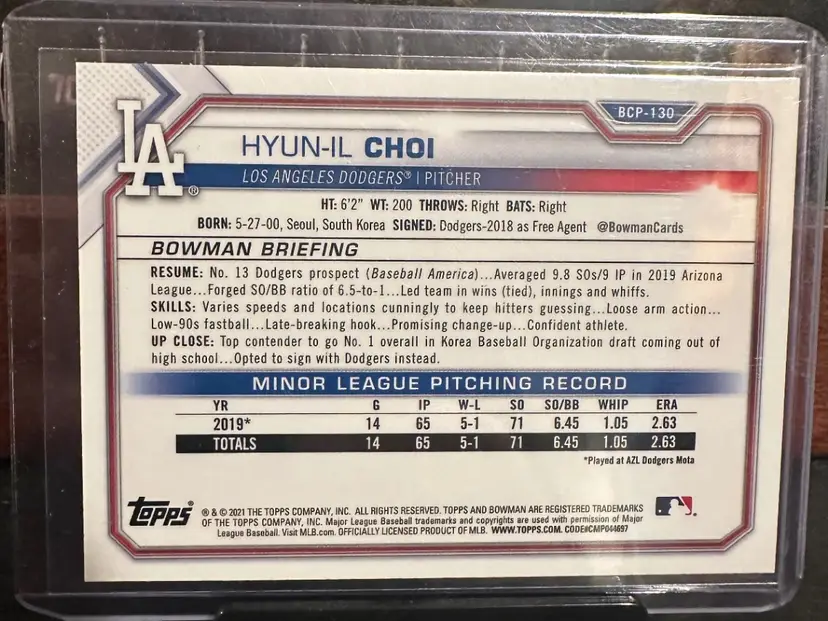 BCP-130
LA
HYUN-IL CHOI
LOS ANGELES DODGERS® | PITCHER
HT: 6'2" WT: 200 THROWS: Right BATS: Right
BORN: 5-27-00, Seoul, South Korea SIGNED: Dodgers-2018 as Free Agent @BowmanCards
BOWMAN BRIEFING
RESUME: No. 13 Dodgers prospect (Baseball America)...Averaged 9.8 SOs/9 IP in 2019 Arizona
League...Forged SO/BB ratio of 6.5-to-1...Led team in wins (tied), innings and whiffs.
SKILLS: Varies speeds and locations cunningly to keep hitters guessing...Loose arm action...
Low-90s fastball...Late-breaking hook...Promising change-up...Confident athlete.
UP CLOSE: Top contender to go No. 1 overall in Korea Baseball Organization draft coming out of
high school...Opted to sign with Dodgers instead.
MINOR LEAGUE PITCHING RECORD
YR G IP W-L SO SO/BB WHIP ERA
2019* 14 65 5-1 71 6.45 1.05 2.63
TOTALS 14 65 5-1 71 6.45 1.05 2.63
*Played at AZL Dodgers Mota
Topps
® & © 2021 THE TOPPS COMPANY, INC. ALL RIGHTS RESERVED. TOPPS AND BOWMAN ARE REGISTERED TRADEMARKS
OF THE TOPPS COMPANY, INC. Major League Baseball trademarks and copyrights are used with permission of Major
League Baseball. Visit MLB.com. OFFICIALLY LICENSED PRODUCT OF MLB. WWW.TOPPS.COM. CODE#CMP044697